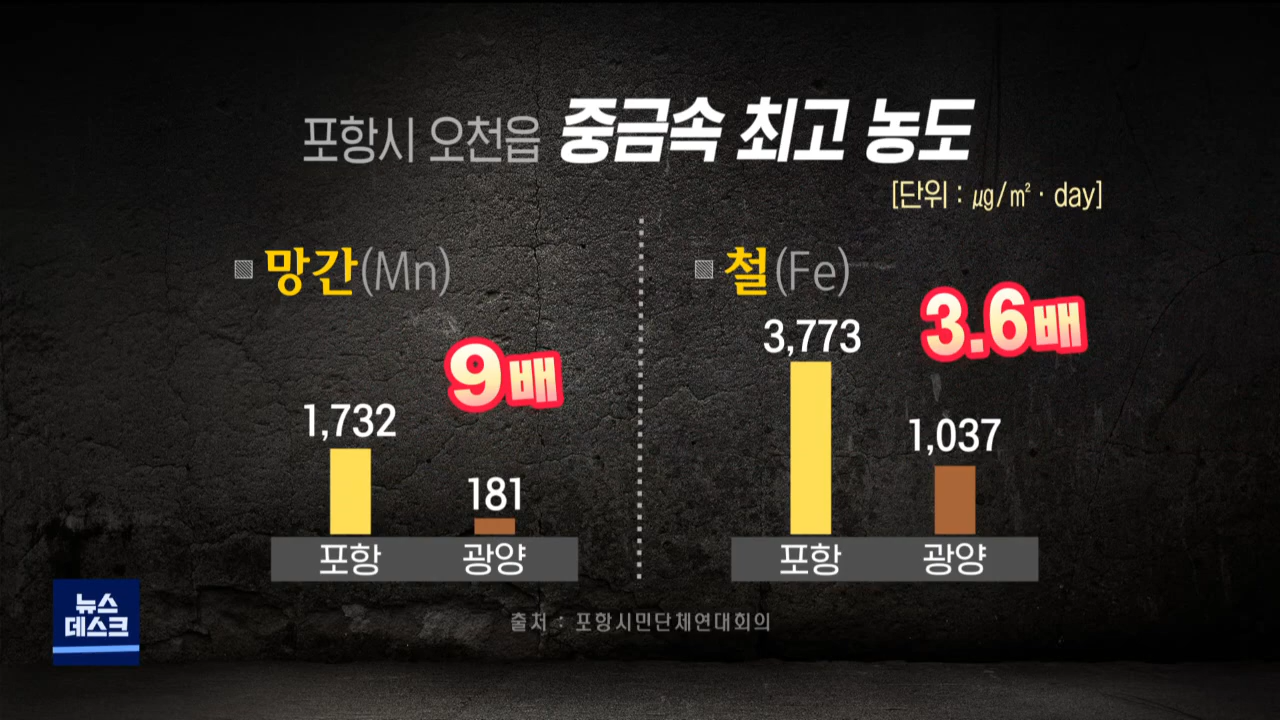 포항시 오천읍 중금속 최고 농도
[단위 : ㎍/㎡· day]
망간(Mn)
9배
1,732
181
포항
광양
철(Fe)
3.6배
3,773
1,037
포항
광양
출처 : 포항시민단체연대회의
뉴스
데스크